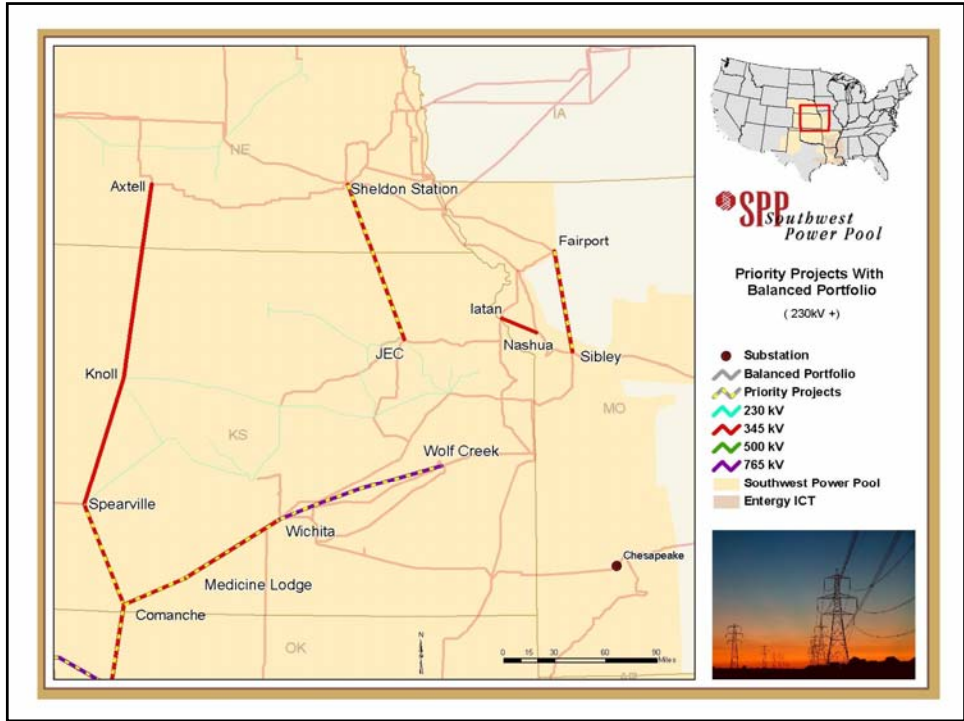 IA
NE
Axtell
Sheldon Station
Fairport
Iatan
Nashua
JEC
Sibley
Knoll
MO
KS
Wolf Creek
Spearville
Wichita
Chesapeake
Medicine Lodge
Comanche
OK
N
0 15 30 60 90
Miles
AR
SPP
Southwest
Power Pool
Priority Projects With
Balanced Portfolio
( 230kV +)
Substation
Balanced Portfolio
Priority Projects
230 kV
345 kV
500 kV
765 kV
Southwest Power Pool
Entergy ICT